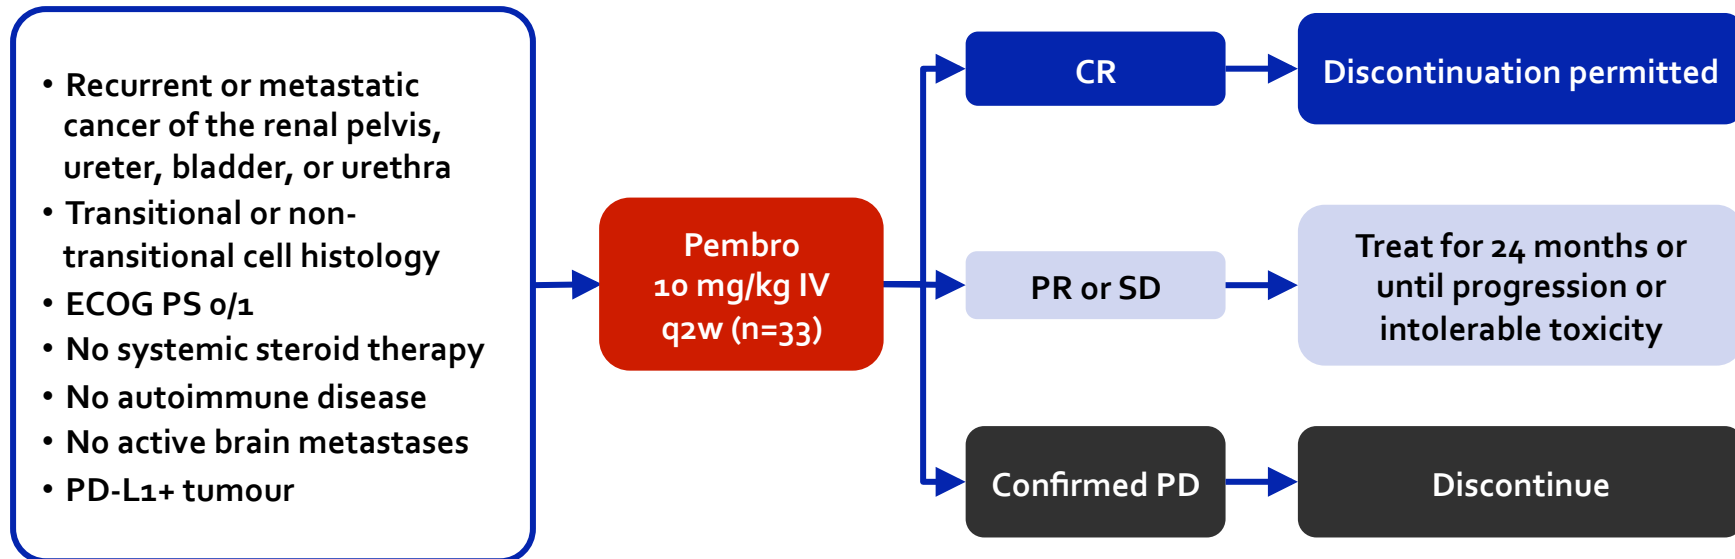 • Recurrent or metastatic
cancer of the renal pelvis,
ureter, bladder, or urethra
• Transitional or non-
transitional cell histology
• ECOG PS 0/1
• No systemic steroid therapy
• No autoimmune disease
• No active brain metastases
• PD-L1+ tumour
Pembro
10 mg/kg IV
q2w (n=33)
CR
Discontinuation permitted
PR or SD
Treat for 24 months or
until progression or
intolerable toxicity
Confirmed PD
Discontinue